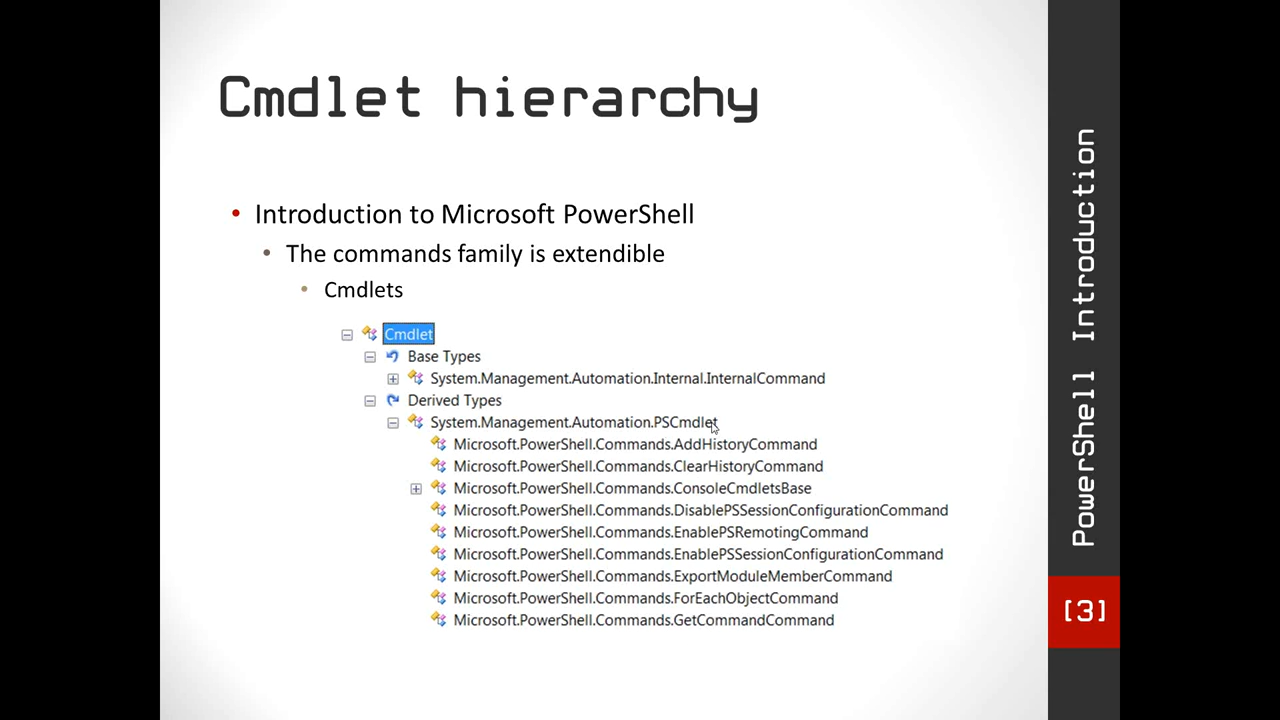 Cmdlet hierarchy
Introduction to Microsoft PowerShell
The commands family is extendible
Cmdlets
Cmdlet
Base Types
System.Management.Automation.Internal.InternalCommand
Derived Types
System.Management.Automation.PSCmdlet
Microsoft.PowerShell.Commands.AddHistoryCommand
Microsoft.PowerShell.Commands.ClearHistoryCommand
Microsoft.PowerShell.Commands.ConsoleCmdletsBase
Microsoft.PowerShell.Commands.DisablePSSessionConfigurationCommand
Microsoft.PowerShell.Commands.EnablePSRemotingCommand
Microsoft.PowerShell.Commands.EnablePSSessionConfigurationCommand
Microsoft.PowerShell.Commands.ExportModuleMemberCommand
Microsoft.PowerShell.Commands.ForEachObjectCommand
Microsoft.PowerShell.Commands.GetCommandCommand
PowerShell Introduction
[3]